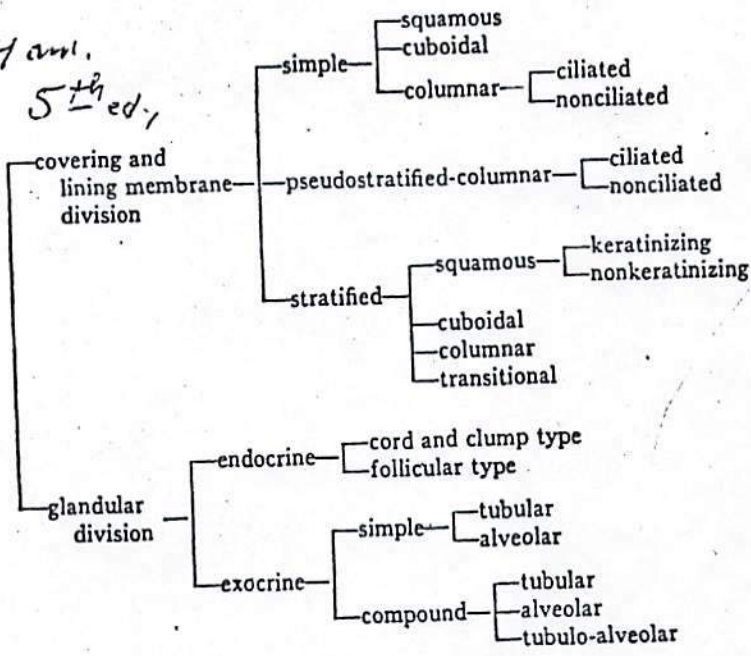 5th ed.,
squamous
cuboidal
simple
columnar
ciliated
nonciliated
covering and
lining membrane
division
pseudostratified-columnar
ciliated
nonciliated
stratified
squamous
keratinizing
nonkeratinizing
cuboidal
columnar
transitional
endocrine
cord and clump type
follicular type
glandular
division
exocrine
simple
tubular
alveolar
compound
tubular
alveolar
tubulo-alveolar